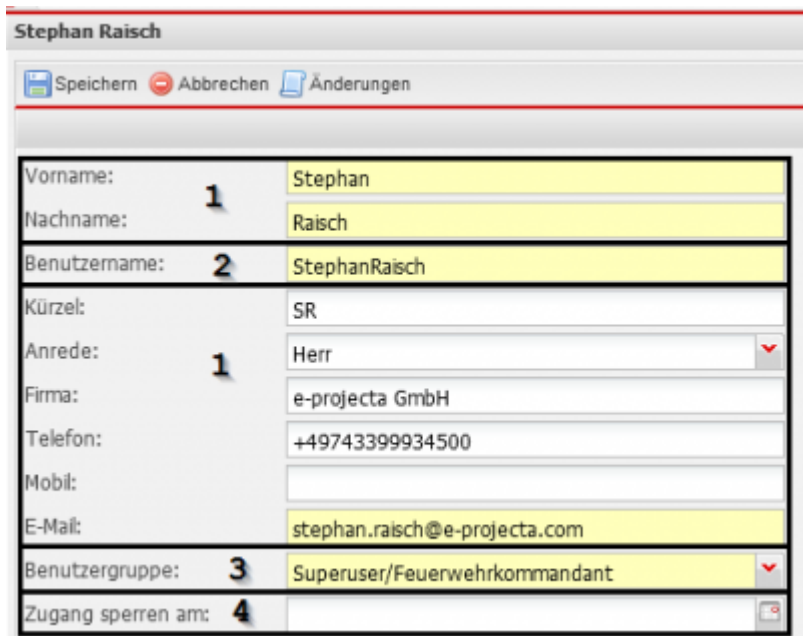 Stephan Raisch
Speichern Abbrechen Änderungen
Vorname: Stephan
1
Nachname: Raisch
Benutzername: 2 StephanRaisch
Kürzel: SR
Anrede: Herr
1
Firma: e-projecta GmbH
Telefon: +49743399934500
Mobil:
E-Mail: stephan.raisch@e-projecta.com
Benutzergruppe: 3 Superuser/Feuerwehrkommandant
Zugang sperren am: 4